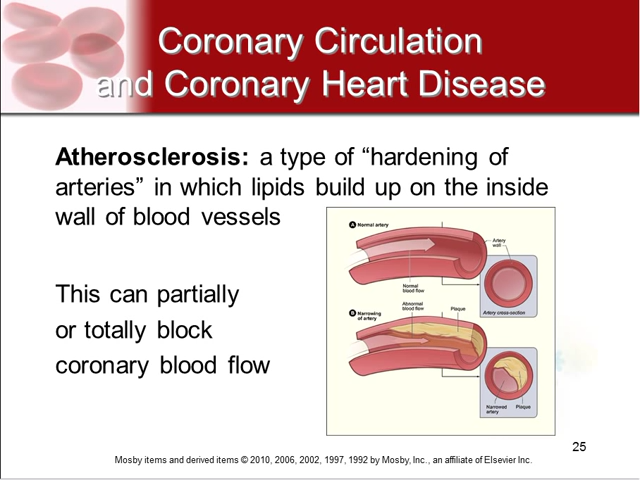 Coronary Circulation
and Coronary Heart Disease
Atherosclerosis: a type of “hardening of
arteries” in which lipids build up on the inside
wall of blood vessels
This can partially
or totally block
coronary blood flow
A Normal artery
Artery
wall
Normal
blood flow
Artery cross-section
Abnormal
blood flow
Plaque
B Narrowing
of artery
Narrowed
artery
Plaque
25
Mosby items and derived items © 2010, 2006, 2002, 1997, 1992 by Mosby, Inc., an affiliate of Elsevier Inc.